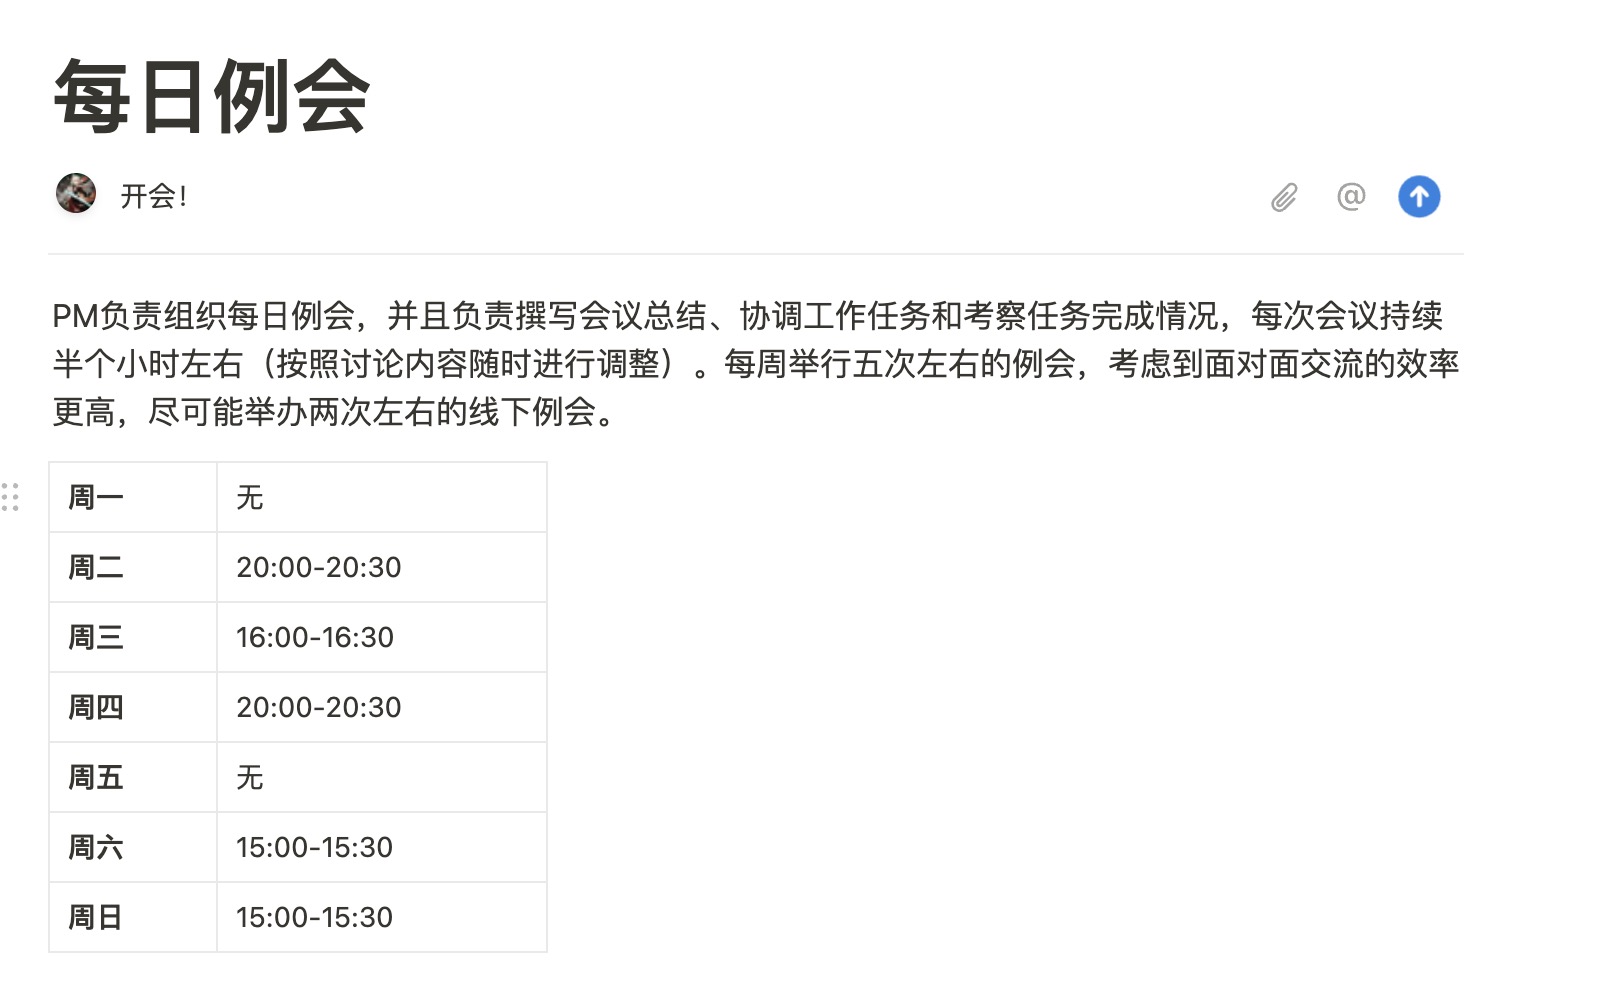 每日例会
开会！
@
PM负责组织每日例会，并且负责撰写会议总结、协调工作任务和考察任务完成情况，每次会议持续
半个小时左右（按照讨论内容随时进行调整）。每周举行五次左右的例会，考虑到面对面交流的效率
更高，尽可能举办两次左右的线下例会。
周一 无
周二 20:00-20:30
周三 16:00-16:30
周四 20:00-20:30
周五 无
周六 15:00-15:30
周日 15:00-15:30